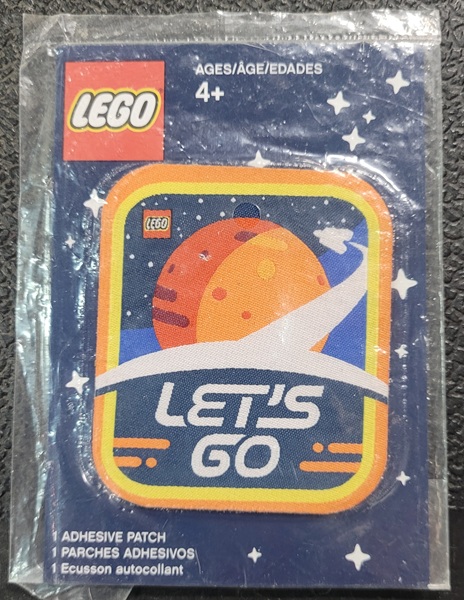 AGES/ÂGE/EDADES
4+
LEGO
LEGO
LET'S
GO
1 ADHESIVE PATCH
1 PARCHES ADHESIVOS
1 Ecusson autocollant